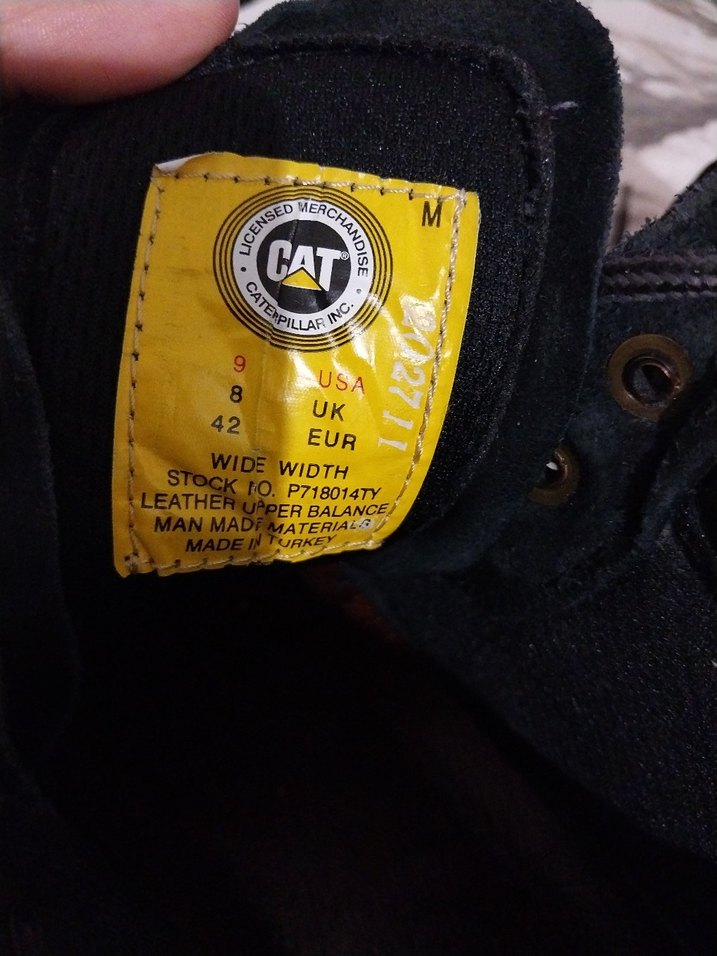 M
LICENSED MERCHANDISE
CAT®
CATERPILLAR INC.
9 USA
8 UK
42 EUR
WIDE WIDTH
STOCK NO. P718014TY
LEATHER UPPER BALANCE
MAN MADE MATERIALS
MADE IN TURKEY